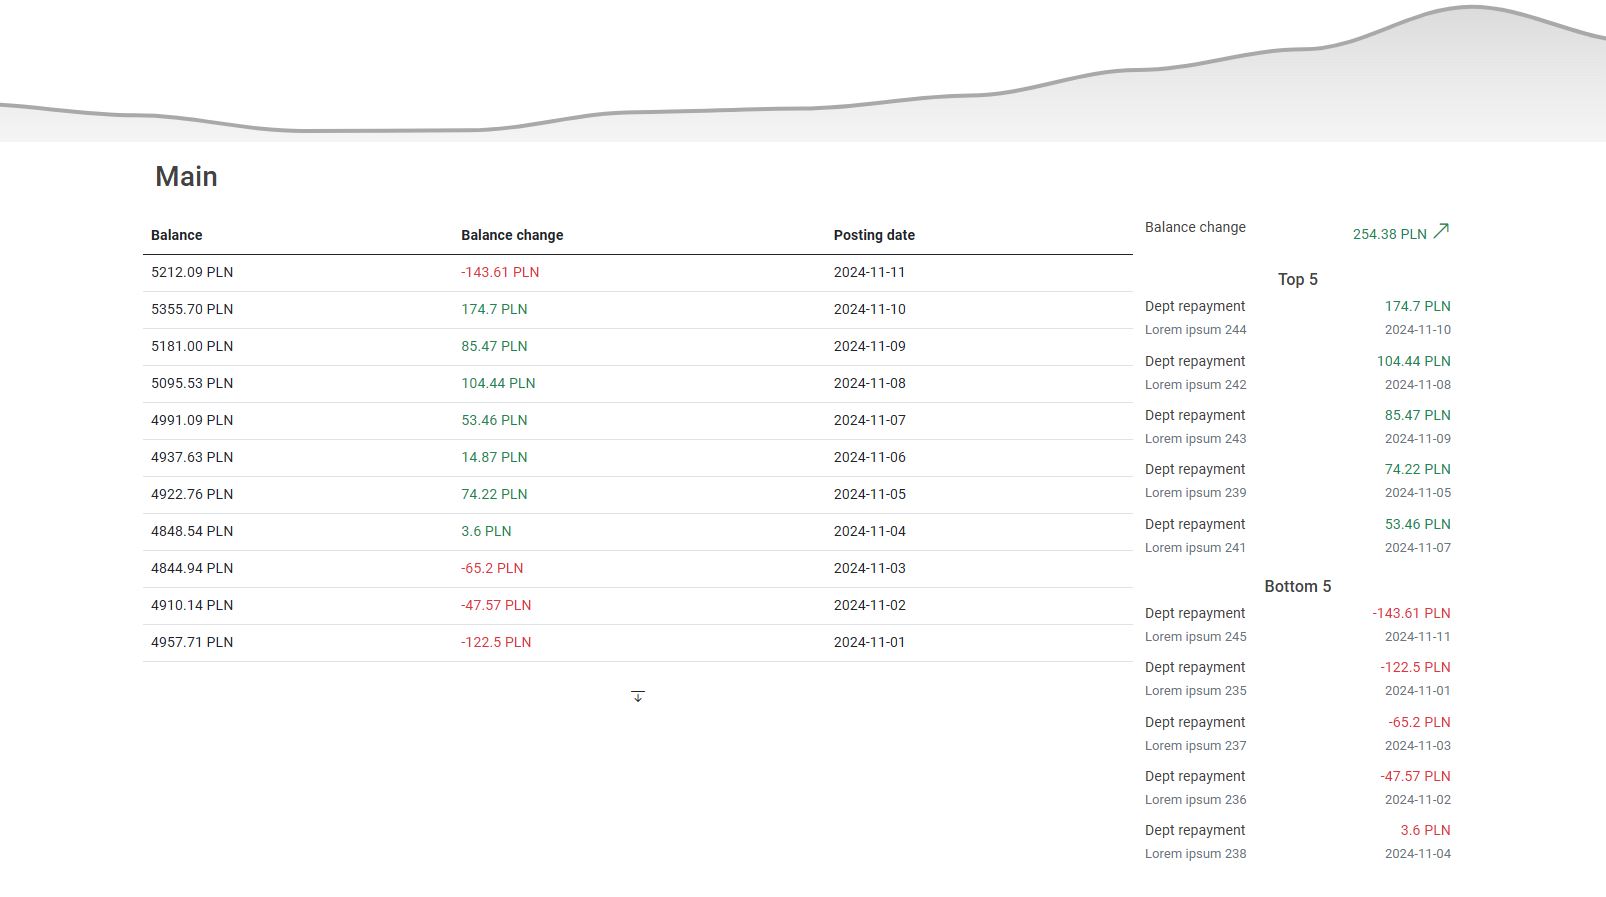 Main
Balance Balance change Posting date
5212.09 PLN -143.61 PLN 2024-11-11
5355.70 PLN 174.7 PLN 2024-11-10
5181.00 PLN 85.47 PLN 2024-11-09
5095.53 PLN 104.44 PLN 2024-11-08
4991.09 PLN 53.46 PLN 2024-11-07
4937.63 PLN 14.87 PLN 2024-11-06
4922.76 PLN 74.22 PLN 2024-11-05
4848.54 PLN 3.6 PLN 2024-11-04
4844.94 PLN -65.2 PLN 2024-11-03
4910.14 PLN -47.57 PLN 2024-11-02
4957.71 PLN -122.5 PLN 2024-11-01
Balance change 254.38 PLN
Top 5
Dept repayment 174.7 PLN
Lorem ipsum 244 2024-11-10
Dept repayment 104.44 PLN
Lorem ipsum 242 2024-11-08
Dept repayment 85.47 PLN
Lorem ipsum 243 2024-11-09
Dept repayment 74.22 PLN
Lorem ipsum 239 2024-11-05
Dept repayment 53.46 PLN
Lorem ipsum 241 2024-11-07
Bottom 5
Dept repayment -143.61 PLN
Lorem ipsum 245 2024-11-11
Dept repayment -122.5 PLN
Lorem ipsum 235 2024-11-01
Dept repayment -65.2 PLN
Lorem ipsum 237 2024-11-03
Dept repayment -47.57 PLN
Lorem ipsum 236 2024-11-02
Dept repayment 3.6 PLN
Lorem ipsum 238 2024-11-04